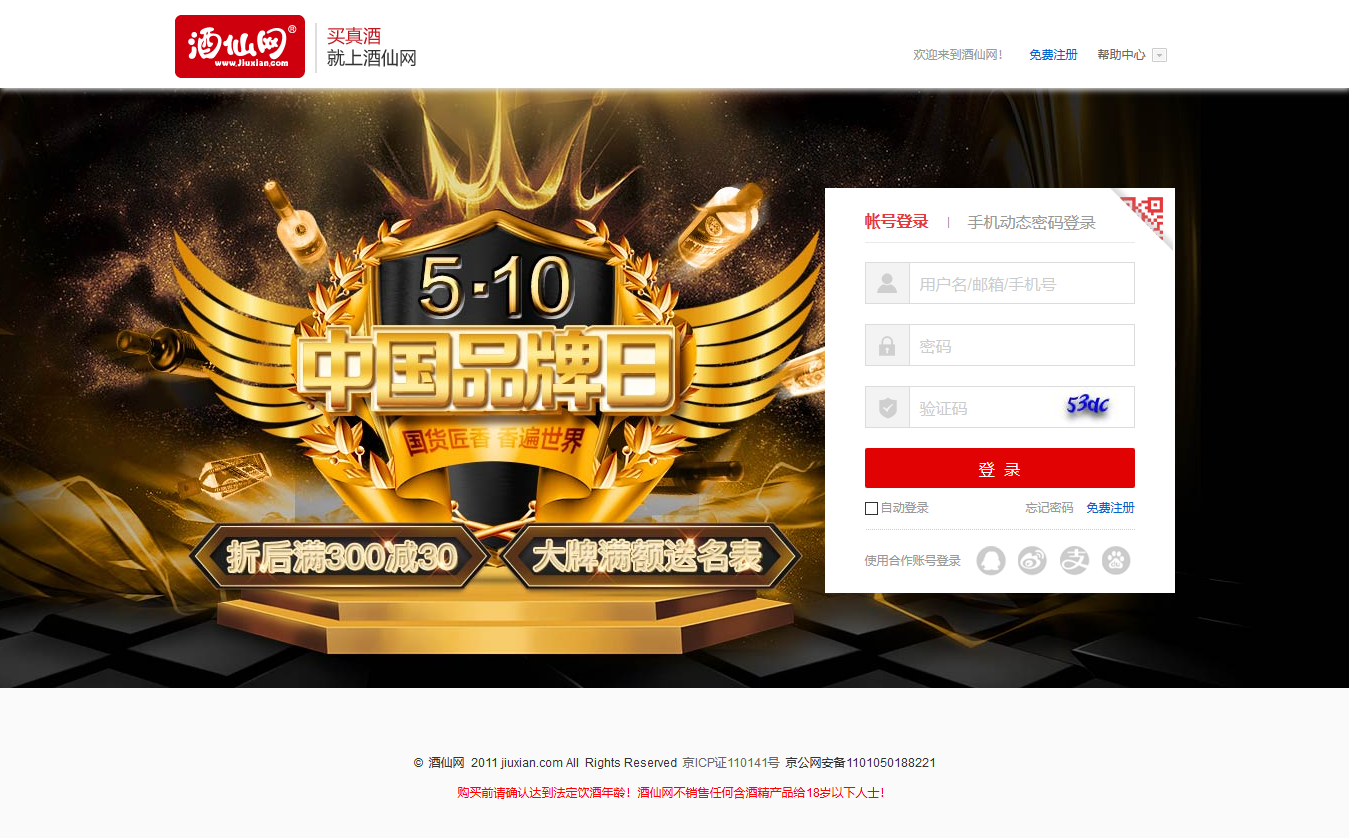 酒仙网®
www.Jiuxian.com
买真酒
就上酒仙网
欢迎来到酒仙网! 免费注册 帮助中心
5·10
中国品牌日
国货匠香 香遍世界
折后满300减30 大牌满额送名表
帐号登录 | 手机动态密码登录
用户名/邮箱/手机号
密码
验证码 53dc
登 录
自动登录 忘记密码 免费注册
使用合作账号登录
© 酒仙网 2011 jiuxian.com All Rights Reserved 京ICP证110141号 京公网安备1101050188221
购买前请确认达到法定饮酒年龄！酒仙网不销售任何含酒精产品给18岁以下人士！